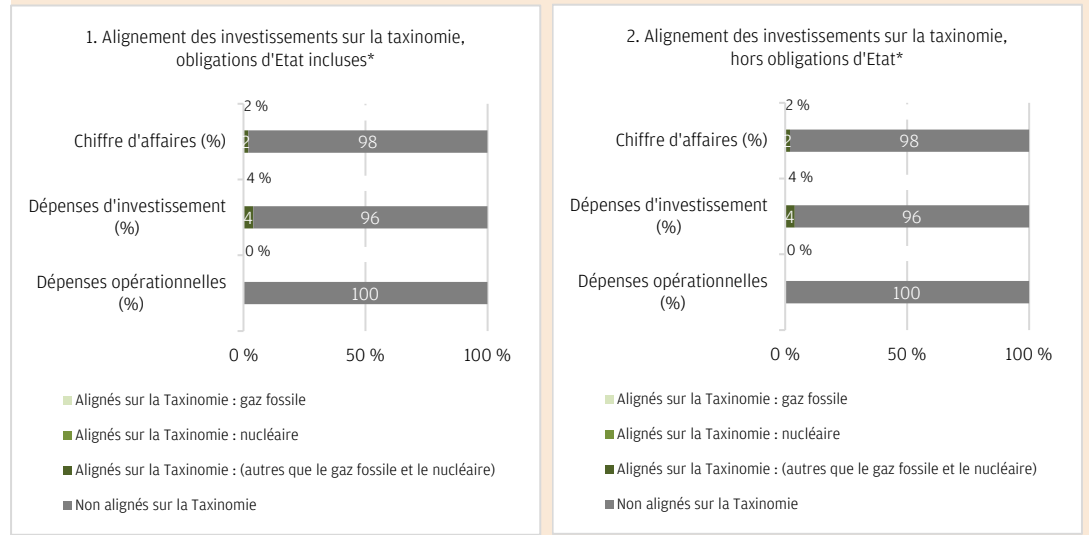 1. Alignement des investissements sur la taxinomie,
obligations d'Etat incluses*
2 %
Chiffre d'affaires (%)
2
98
4 %
Dépenses d'investissement
(%)
4
96
0 %
Dépenses opérationnelles
(%)
100
0 %
50 %
100 %
Alignés sur la Taxinomie : gaz fossile
Alignés sur la Taxinomie : nucléaire
Alignés sur la Taxinomie : (autres que le gaz fossile et le nucléaire)
Non alignés sur la Taxinomie
2. Alignement des investissements sur la taxinomie,
hors obligations d'Etat*
2 %
Chiffre d'affaires (%)
2
98
4 %
Dépenses d'investissement
(%)
4
96
0 %
Dépenses opérationnelles
(%)
100
0 %
50 %
100 %
Alignés sur la Taxinomie : gaz fossile
Alignés sur la Taxinomie : nucléaire
Alignés sur la Taxinomie : (autres que le gaz fossile et le nucléaire)
Non alignés sur la Taxinomie